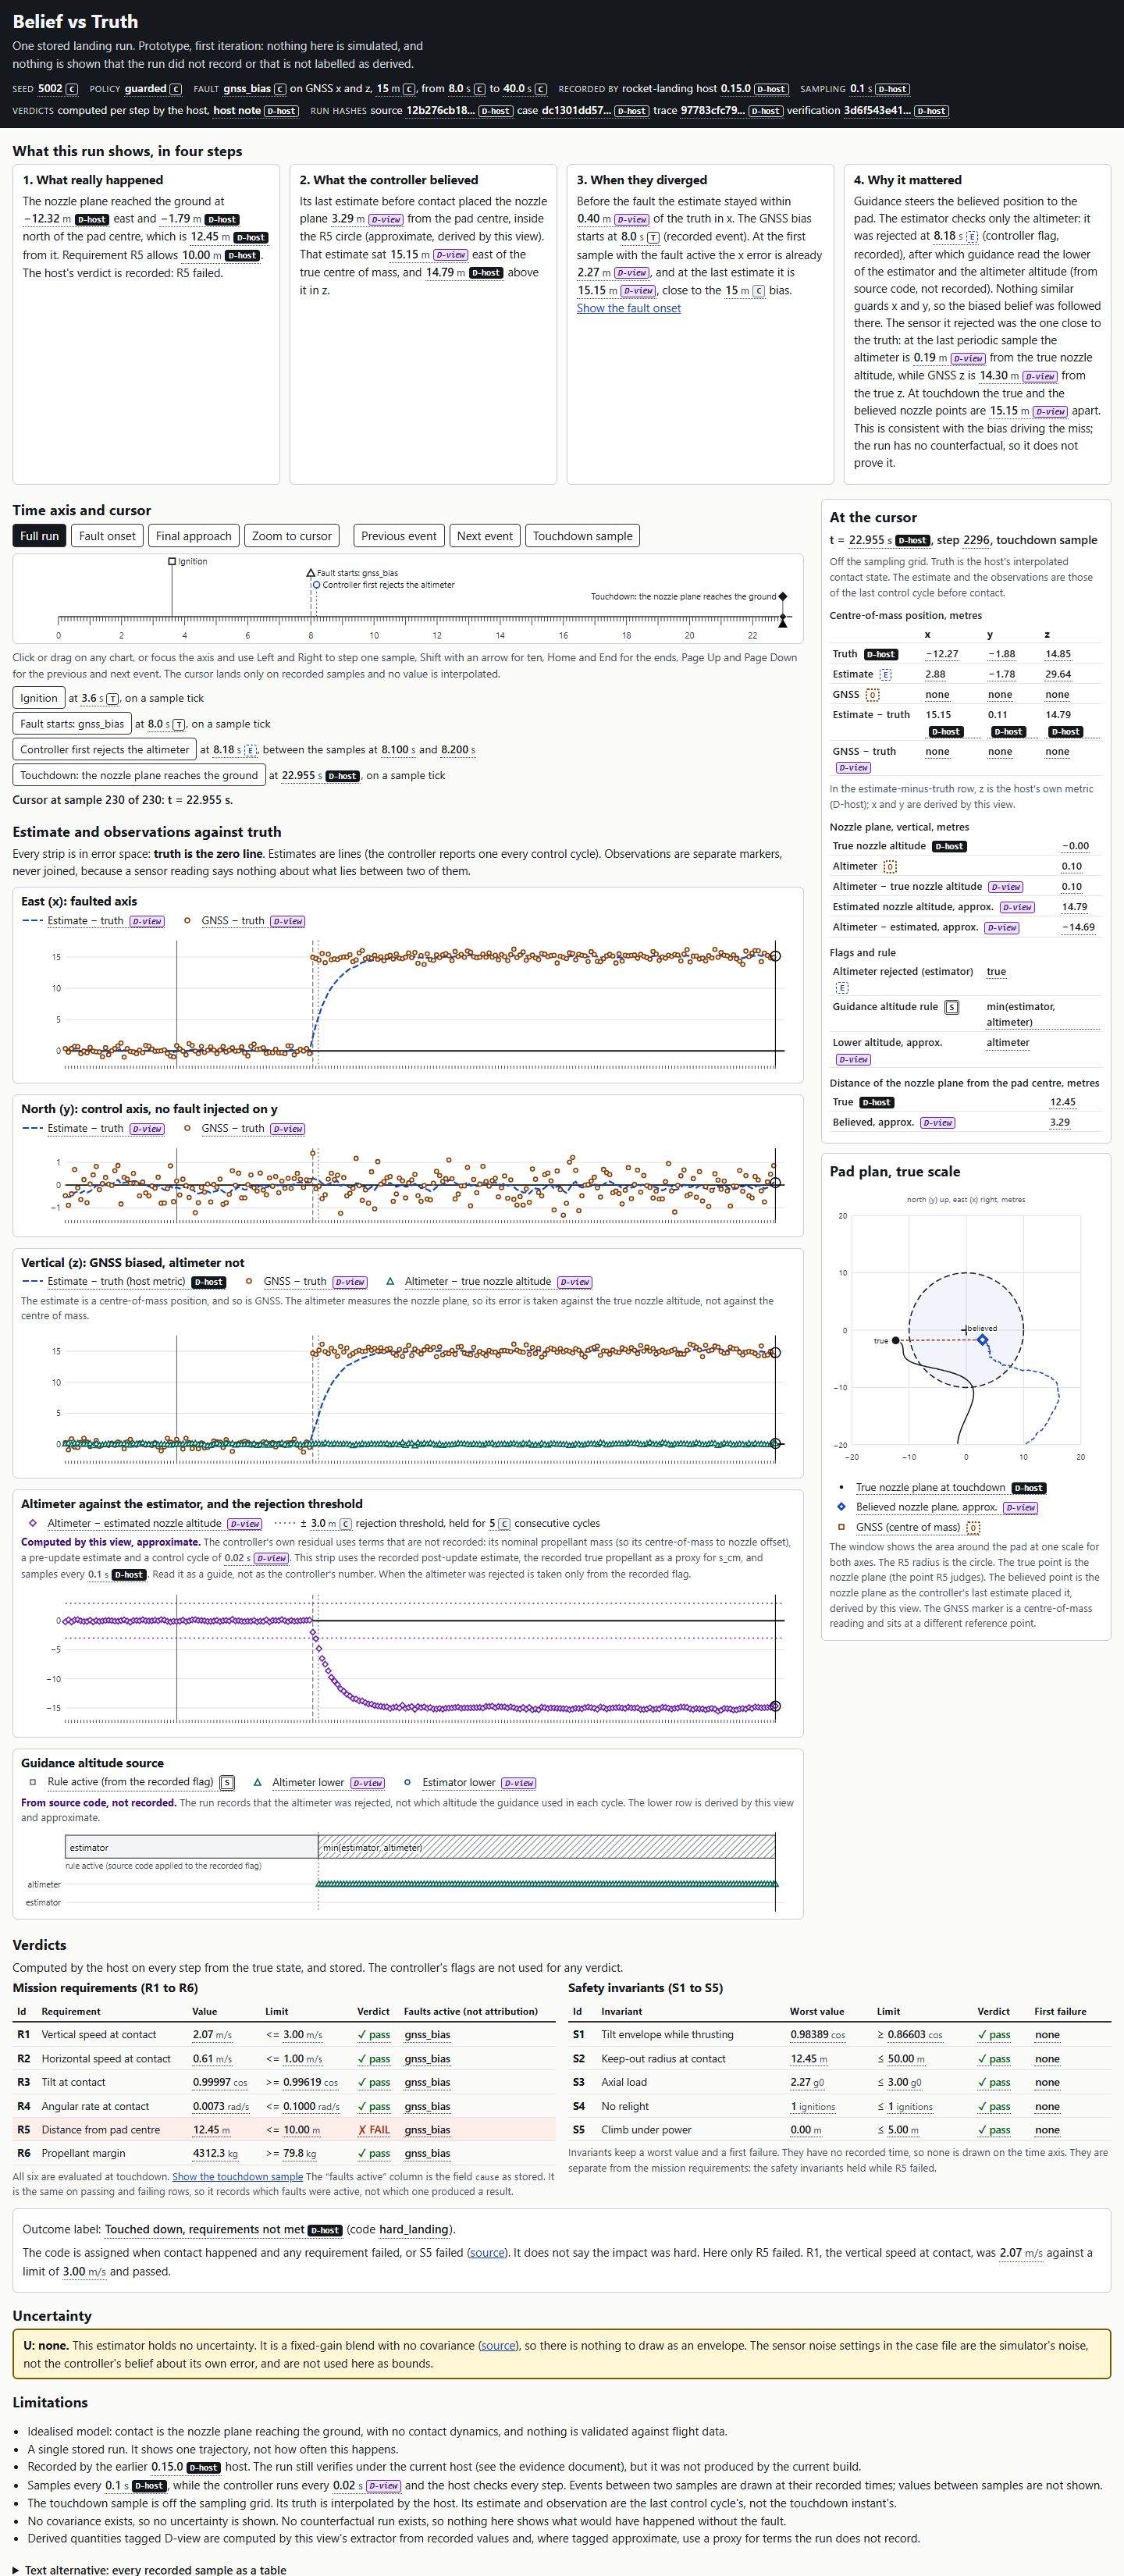 Belief vs Truth
One stored landing run. Prototype, first iteration: nothing here is simulated, and
nothing is shown that the run did not record or that is not labelled as derived.
SEED 5002 C POLICY guarded C FAULT gnss_bias C on GNSS x and z, 15 m C, from 8.0 s C to 40.0 s C RECORDED BY rocket-landing host 0.15.0 D-host SAMPLING 0.1 s D-host
VERDICTS computed per step by the host, host note D-host RUN HASHES source 12b276cb18... D-host case dc1301dd57... D-host trace 97783cfc79... D-host verification 3d6f543e41... D-host
What this run shows, in four steps
1. What really happened
The nozzle plane reached the ground at
−12.32 m D-host east and −1.79 m D-host
north of the pad centre, which is 12.45 m D-host
from it. Requirement R5 allows 10.00 m D-host.
The host's verdict is recorded: R5 failed.
2. What the controller believed
Its last estimate before contact placed the nozzle
plane 3.29 m D-view from the pad centre, inside
the R5 circle (approximate, derived by this view).
That estimate sat 15.15 m D-view east of the
true centre of mass, and 14.79 m D-host above
it in z.
3. When they diverged
Before the fault the estimate stayed within
0.40 m D-view of the truth in x. The GNSS bias
starts at 8.0 s T (recorded event). At the first
sample with the fault active the x error is already
2.27 m D-view, and at the last estimate it is
15.15 m D-view, close to the 15 m C bias.
Show the fault onset
4. Why it mattered
Guidance steers the believed position to the
pad. The estimator checks only the altimeter: it
was rejected at 8.18 s E (controller flag,
recorded), after which guidance read the lower
of the estimator and the altimeter altitude (from
source code, not recorded). Nothing similar
guards x and y, so the biased belief was followed
there. The sensor it rejected was the one close to
the truth: at the last periodic sample the
altimeter is 0.19 m D-view from the true nozzle
altitude, while GNSS z is 14.30 m D-view from
the true z. At touchdown the true and the
believed nozzle points are 15.15 m D-view apart.
This is consistent with the bias driving the miss;
the run has no counterfactual, so it does not
prove it.
Time axis and cursor
Full run Fault onset Final approach Zoom to cursor Previous event Next event Touchdown sample
Ignition
Fault starts: gnss_bias
Controller first rejects the altimeter
Touchdown: the nozzle plane reaches the ground
0 2 4 6 8 10 12 14 16 18 20 22
Click or drag on any chart, or focus the axis and use Left and Right to step one sample, Shift with an arrow for ten, Home and End for the ends, Page Up and Page Down
for the previous and next event. The cursor lands only on recorded samples and no value is interpolated.
Ignition at 3.6 s T, on a sample tick
Fault starts: gnss_bias at 8.0 s T, on a sample tick
Controller first rejects the altimeter at 8.18 s E, between the samples at 8.100 s and 8.200 s
Touchdown: the nozzle plane reaches the ground at 22.955 s D-host, on a sample tick
Cursor at sample 230 of 230: t = 22.955 s.
Estimate and observations against truth
Every strip is in error space: truth is the zero line. Estimates are lines (the controller reports one every control cycle). Observations are separate markers,
never joined, because a sensor reading says nothing about what lies between two of them.
East (x): faulted axis
Estimate − truth D-view GNSS − truth D-view
15
10
5
0
North (y): control axis, no fault injected on y
Estimate − truth D-view GNSS − truth D-view
1
0
−1
Vertical (z): GNSS biased, altimeter not
Estimate − truth (host metric) D-host GNSS − truth D-view Altimeter − true nozzle altitude D-view
The estimate is a centre-of-mass position, and so is GNSS. The altimeter measures the nozzle plane, so its error is taken against the true nozzle altitude, not against the
centre of mass.
15
10
5
0
Altimeter against the estimator, and the rejection threshold
Altimeter − estimated nozzle altitude D-view ± 3.0 m C rejection threshold, held for 5 C consecutive cycles
Computed by this view, approximate. The controller's own residual uses terms that are not recorded: its nominal propellant mass (so its centre-of-mass to nozzle offset),
a pre-update estimate and a control cycle of 0.02 s D-view. This strip uses the recorded post-update estimate, the recorded true propellant as a proxy for s_cm, and
samples every 0.1 s D-host. Read it as a guide, not as the controller's number. When the altimeter was rejected is taken only from the recorded flag.
0
−5
−10
−15
Guidance altitude source
Rule active (from the recorded flag) S Altimeter lower D-view Estimator lower D-view
From source code, not recorded. The run records that the altimeter was rejected, not which altitude the guidance used in each cycle. The lower row is derived by this view
and approximate.
estimator min(estimator, altimeter)
rule active (source code applied to the recorded flag)
altimeter
estimator
At the cursor
t = 22.955 s D-host, step 2296, touchdown sample
Off the sampling grid. Truth is the host's interpolated
contact state. The estimate and the observations are those
of the last control cycle before contact.
Centre-of-mass position, metres
x y z
Truth D-host −12.27 −1.88 14.85
Estimate E 2.88 −1.78 29.64
GNSS O none none none
Estimate − truth 15.15 D-host 0.11 D-host 14.79 D-host
GNSS − truth D-view none none none
In the estimate-minus-truth row, z is the host's own metric
(D-host); x and y are derived by this view.
Nozzle plane, vertical, metres
True nozzle altitude D-host −0.00
Altimeter O 0.10
Altimeter − true nozzle altitude D-view 0.10
Estimated nozzle altitude, approx. D-view 14.79
Altimeter − estimated, approx. D-view −14.69
Flags and rule
Altimeter rejected (estimator) E true
Guidance altitude rule S min(estimator, altimeter)
Lower altitude, approx. D-view altimeter
Distance of the nozzle plane from the pad centre, metres
True D-host 12.45
Believed, approx. D-view 3.29
Pad plan, true scale
north (y) up, east (x) right, metres
20
10
0
−10
−20
−20 −10 0 10 20
believed
true
True nozzle plane at touchdown D-host
Believed nozzle plane, approx. D-view
GNSS (centre of mass) O
The window shows the area around the pad at one scale for
both axes. The R5 radius is the circle. The true point is the
nozzle plane (the point R5 judges). The believed point is the
nozzle plane as the controller's last estimate placed it,
derived by this view. The GNSS marker is a centre-of-mass
reading and sits at a different reference point.
Verdicts
Computed by the host on every step from the true state, and stored. The controller's flags are not used for any verdict.
Mission requirements (R1 to R6)
Id Requirement Value Limit Verdict Faults active (not attribution)
R1 Vertical speed at contact 2.07 m/s <= 3.00 m/s ✓ pass gnss_bias
R2 Horizontal speed at contact 0.61 m/s <= 1.00 m/s ✓ pass gnss_bias
R3 Tilt at contact 0.99997 cos >= 0.99619 cos ✓ pass gnss_bias
R4 Angular rate at contact 0.0073 rad/s <= 0.1000 rad/s ✓ pass gnss_bias
R5 Distance from pad centre 12.45 m <= 10.00 m ✗ FAIL gnss_bias
R6 Propellant margin 4312.3 kg >= 79.8 kg ✓ pass gnss_bias
All six are evaluated at touchdown. Show the touchdown sample The "faults active" column is the field cause as stored. It
is the same on passing and failing rows, so it records which faults were active, not which one produced a result.
Safety invariants (S1 to S5)
Id Invariant Worst value Limit Verdict First failure
S1 Tilt envelope while thrusting 0.98389 cos ≥ 0.86603 cos ✓ pass none
S2 Keep-out radius at contact 12.45 m ≤ 50.00 m ✓ pass none
S3 Axial load 2.27 g0 ≤ 3.00 g0 ✓ pass none
S4 No relight 1 ignitions ≤ 1 ignitions ✓ pass none
S5 Climb under power 0.00 m ≤ 5.00 m ✓ pass none
Invariants keep a worst value and a first failure. They have no recorded time, so none is drawn on the time axis. They are
separate from the mission requirements: the safety invariants held while R5 failed.
Outcome label: Touched down, requirements not met D-host (code hard_landing).
The code is assigned when contact happened and any requirement failed, or S5 failed (source). It does not say the impact was hard. Here only R5 failed. R1, the vertical speed at contact, was 2.07 m/s against a
limit of 3.00 m/s and passed.
Uncertainty
U: none. This estimator holds no uncertainty. It is a fixed-gain blend with no covariance (source), so there is nothing to draw as an envelope. The sensor noise settings in the case file are the simulator's noise,
not the controller's belief about its own error, and are not used here as bounds.
Limitations
Idealised model: contact is the nozzle plane reaching the ground, with no contact dynamics, and nothing is validated against flight data.
A single stored run. It shows one trajectory, not how often this happens.
Recorded by the earlier 0.15.0 D-host host. The run still verifies under the current host (see the evidence document), but it was not produced by the current build.
Samples every 0.1 s D-host, while the controller runs every 0.02 s D-view and the host checks every step. Events between two samples are drawn at their recorded times; values between samples are not shown.
The touchdown sample is off the sampling grid. Its truth is interpolated by the host. Its estimate and observation are the last control cycle's, not the touchdown instant's.
No covariance exists, so no uncertainty is shown. No counterfactual run exists, so nothing here shows what would have happened without the fault.
Derived quantities tagged D-view are computed by this view's extractor from recorded values and, where tagged approximate, use a proxy for terms the run does not record.
Text alternative: every recorded sample as a table